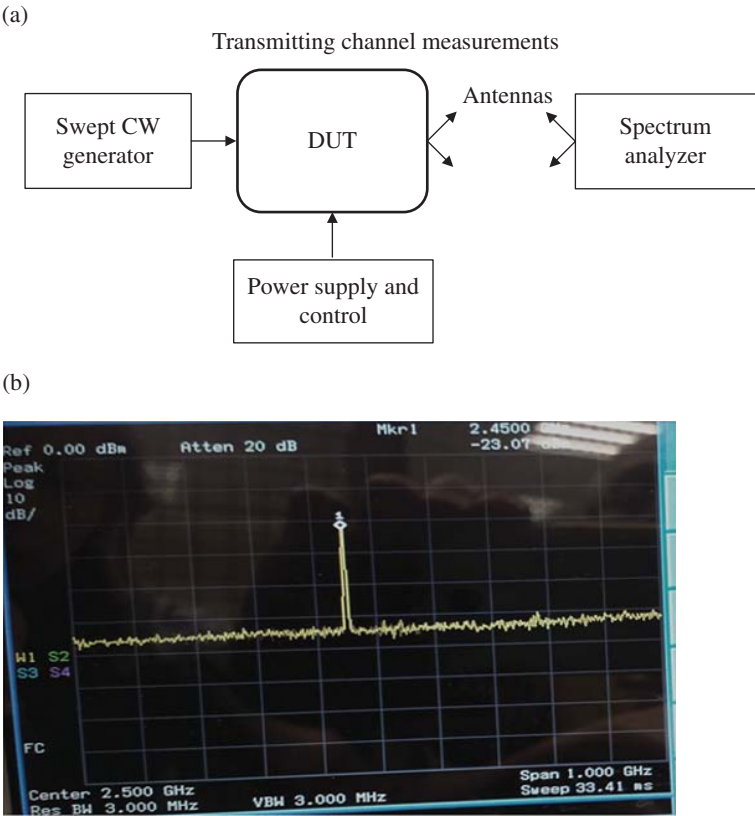 (a)
Transmitting channel measurements
Swept CW
generator
DUT
Antennas
Spectrum
analyzer
Power supply and
control
(b)
Mkr1 2.4500
Ref 0.00 dBm Atten 20 dB -23.07
Peak
Log
10
dB/
1
W1 S2
S3 S4
FC
Center 2.500 GHz Span 1.000 GHz
Res BW 3.000 MHz VBW 3.000 MHz Sweep 33.41 ms